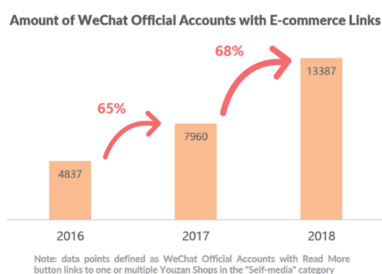 Amount of WeChat Official Accounts with E-commerce Links
68%
13387
65%
7960
4837
2016 2017 2018
Note: data points defined as WeChat Official Accounts with Read More
button links to one or multiple Youzan Shops in the "Self-media" category